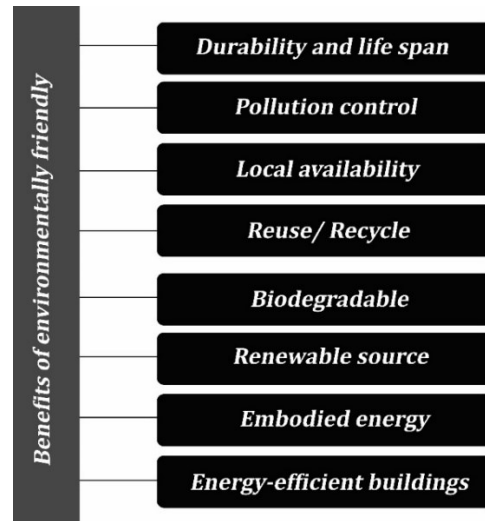 Benefits of environmentally friendly
Durability and life span
Pollution control
Local availability
Reuse/ Recycle
Biodegradable
Renewable source
Embodied energy
Energy-efficient buildings